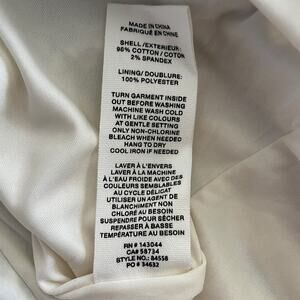 MADE IN CHINA
FABRIQUÉ EN CHINE
SHELL/EXTERIEUR:
98% COTTON / COTON
2% SPANDEX
LINING/DOUBLURE:
100% POLYESTER
TURN GARMENT INSIDE
OUT BEFORE WASHING
MACHINE WASH COLD
WITH LIKE COLOURS
AT GENTLE SETTING
ONLY NON-CHLORINE
BLEACH WHEN NEEDED
HANG TO DRY
COOL IRON IF NEEDED
LAVER À L'ENVERS
LAVER À LA MACHINE
À L'EAU FROIDE AVEC DES
COULEURS SEMBLABLES
AU CYCLE DÉLICAT
UTILISER UN AGENT DE
BLANCHIMENT NON
CHLORÉ AU BESOIN
SUSPENDRE POUR SÉCHER
REPASSER À BASSE
TEMPÉRATURE AU BESOIN
RN # 143044
CA# 58734
STYLE NO.: 84558
PO # 34632